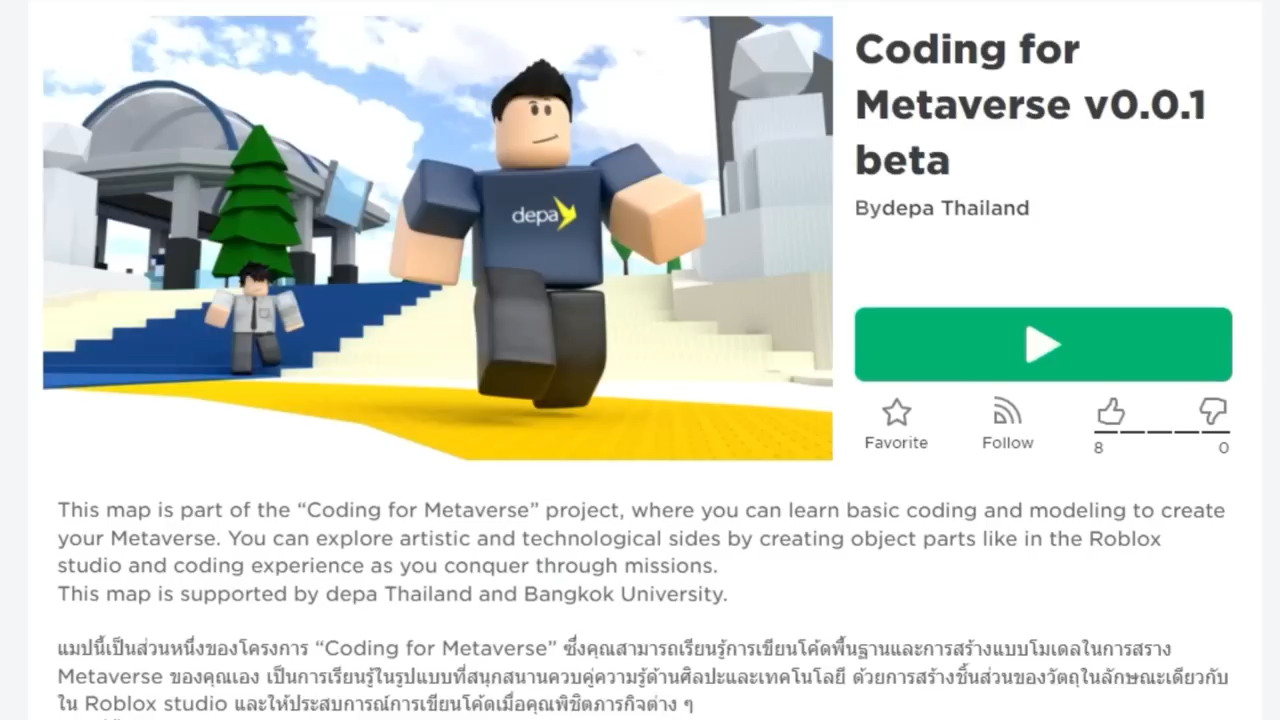 Coding for
Metaverse v0.0.1
beta
Bydepa Thailand
depa
Favorite
Follow
8
0
This map is part of the “Coding for Metaverse” project, where you can learn basic coding and modeling to create
your Metaverse. You can explore artistic and technological sides by creating object parts like in the Roblox
studio and coding experience as you conquer through missions.
This map is supported by depa Thailand and Bangkok University.
แมปนี้เป็นส่วนหนึ่งของโครงการ “Coding for Metaverse” ซึ่งคุณสามารถเรียนรู้การเขียนโค้ดพื้นฐานและการสร้างแบบโมเดลในการสราง
Metaverse ของคุณเอง เป็นการเรียนรู้ในรูปแบบที่สนุกสนานควบคู่ความรู้ด้านศิลปะและเทคโนโลยี ด้วยการสร้างชิ้นส่วนของวัตถุในลักษณะเดียวกับ
ใน Roblox studio และให้ประสบการณ์การเขียนโค้ดเมื่อคุณพิชิตภารกิจต่าง ๆ